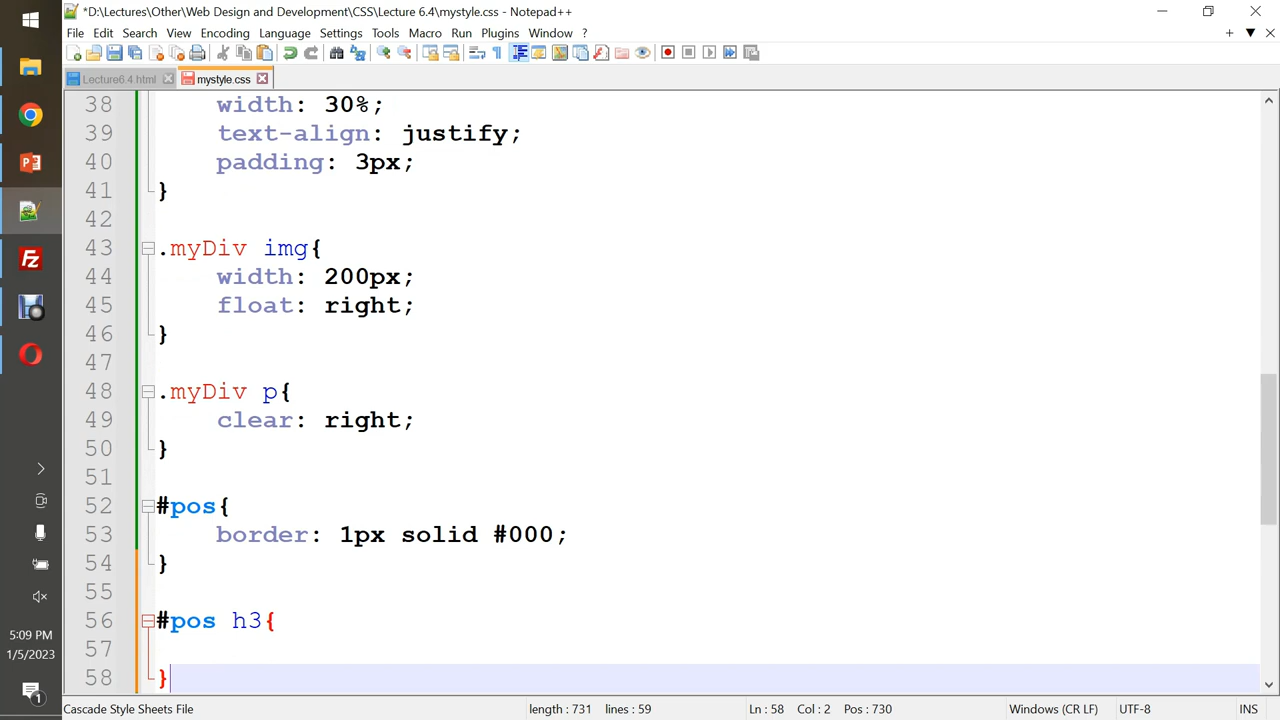 *D:\Lectures\Other\Web Design and Development\CSS\Lecture 6.4\mystyle.css - Notepad++
File Edit Search View Encoding Language Settings Tools Macro Run Plugins Window ?
Lecture6.4 html mystyle.css
38 width: 30%;
39 text-align: justify;
40 padding: 3px;
41 }
42
43 .myDiv img{
44 width: 200px;
45 float: right;
46 }
47
48 .myDiv p{
49 clear: right;
50 }
51
52 #pos{
53 border: 1px solid #000;
54 }
55
56 #pos h3{
57
58 }
5:09 PM
1/5/2023
1
Cascade Style Sheets File length : 731 lines : 59 Ln : 58 Col : 2 Pos : 730 Windows (CR LF) UTF-8 INS